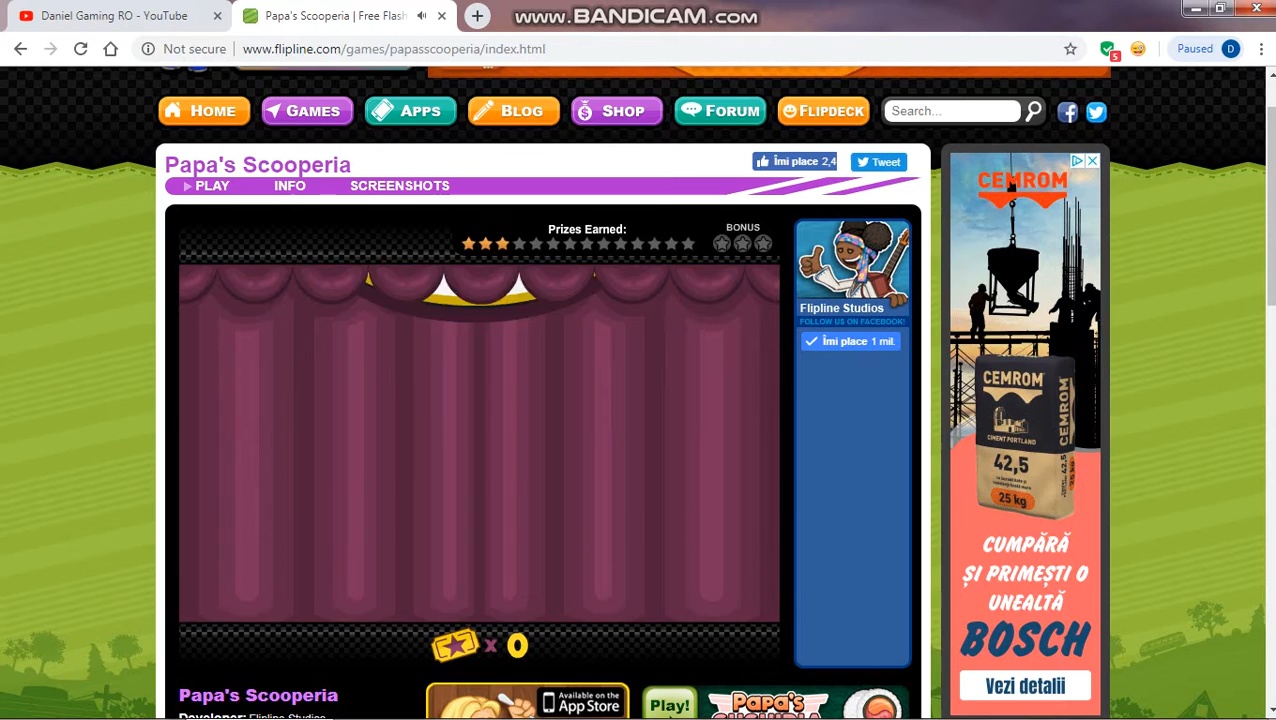 Daniel Gaming RO - YouTube
Papa's Scooperia | Free Flash
www.BANDICAM.com
Not secure
www.flipline.com/games/papasscooperia/index.html
5
Paused
D
HOME
GAMES
APPS
BLOG
SHOP
FORUM
FLIPDECK
Search...
Papa's Scooperia
Îmi place 2,4
Tweet
PLAY
INFO
SCREENSHOTS
Prizes Earned:
BONUS
Flipline Studios
FOLLOW US ON FACEBOOK!
Îmi place 1 mil.
x 0
Papa's Scooperia
Developer: Flipline Studios
Available on the
App Store
Play!
Papa's
CEMROM
CEMROM
CIMENT PORTLAND
42,5
25 kg
CUMPĂRĂ
ȘI PRIMEȘTI O
UNEALTĂ
BOSCH
Vezi detalii